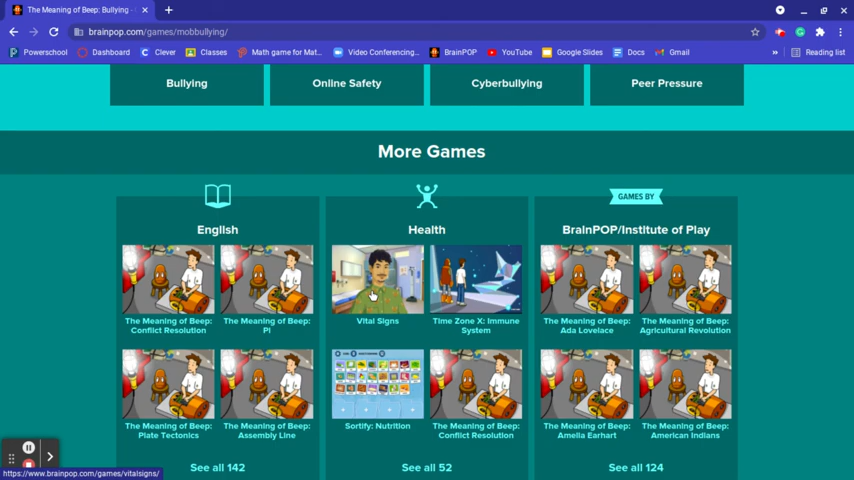 The Meaning of Beep: Bullying -
brainpop.com/games/mobbullying/
Powerschool Dashboard Clever Classes Math game for Mat... Video Conferencing... BrainPOP YouTube Google Slides Docs Gmail » Reading list
Bullying Online Safety Cyberbullying Peer Pressure
More Games
GAMES BY
English Health BrainPOP/Institute of Play
The Meaning of Beep: Conflict Resolution
The Meaning of Beep: Pi
Vital Signs
Time Zone X: Immune System
The Meaning of Beep: Ada Lovelace
The Meaning of Beep: Agricultural Revolution
The Meaning of Beep: Plate Tectonics
The Meaning of Beep: Assembly Line
Sortify: Nutrition
The Meaning of Beep: Conflict Resolution
The Meaning of Beep: Amelia Earhart
The Meaning of Beep: American Indians
See all 142 See all 52 See all 124
https://www.brainpop.com/games/vitalsigns/